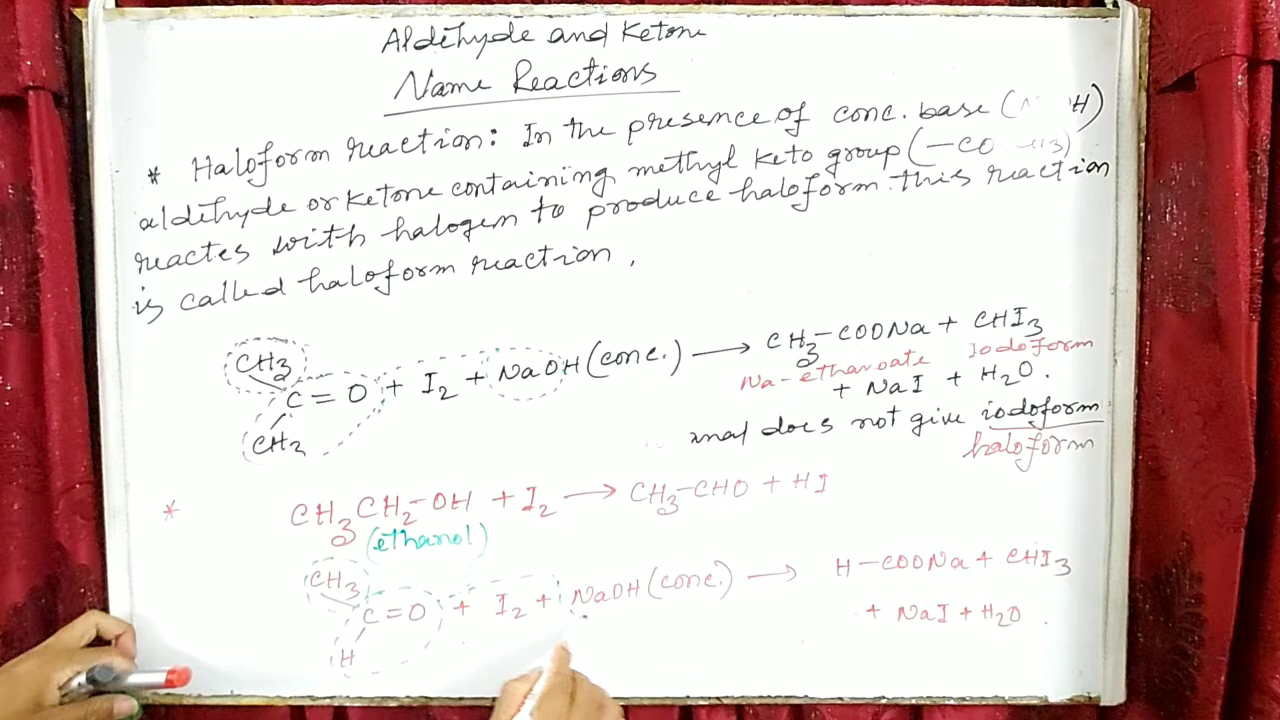 Aldehyde and Ketone
Name Reactions
* Haloform reaction: In the presence of conc. base (
aldehyde or Ketone containing methyl keto group (-CO
reactes with halogen to produce haloform. this reaction
is called haloform reaction,
CH3
C = O + I2 + NaOH (conc.) → CH3-COONa + CHI3
CH3
Na-ethanoate Iodoform
+ NaI + H2O.
does not give iodoform
haloform
* CH3CH2-OH + I2 → CH3-CHO + HI
(ethanol)
CH3
C = O + I2 + NaOH (conc.) → H-COONa + CHI3
H
+ NaI + H2O.